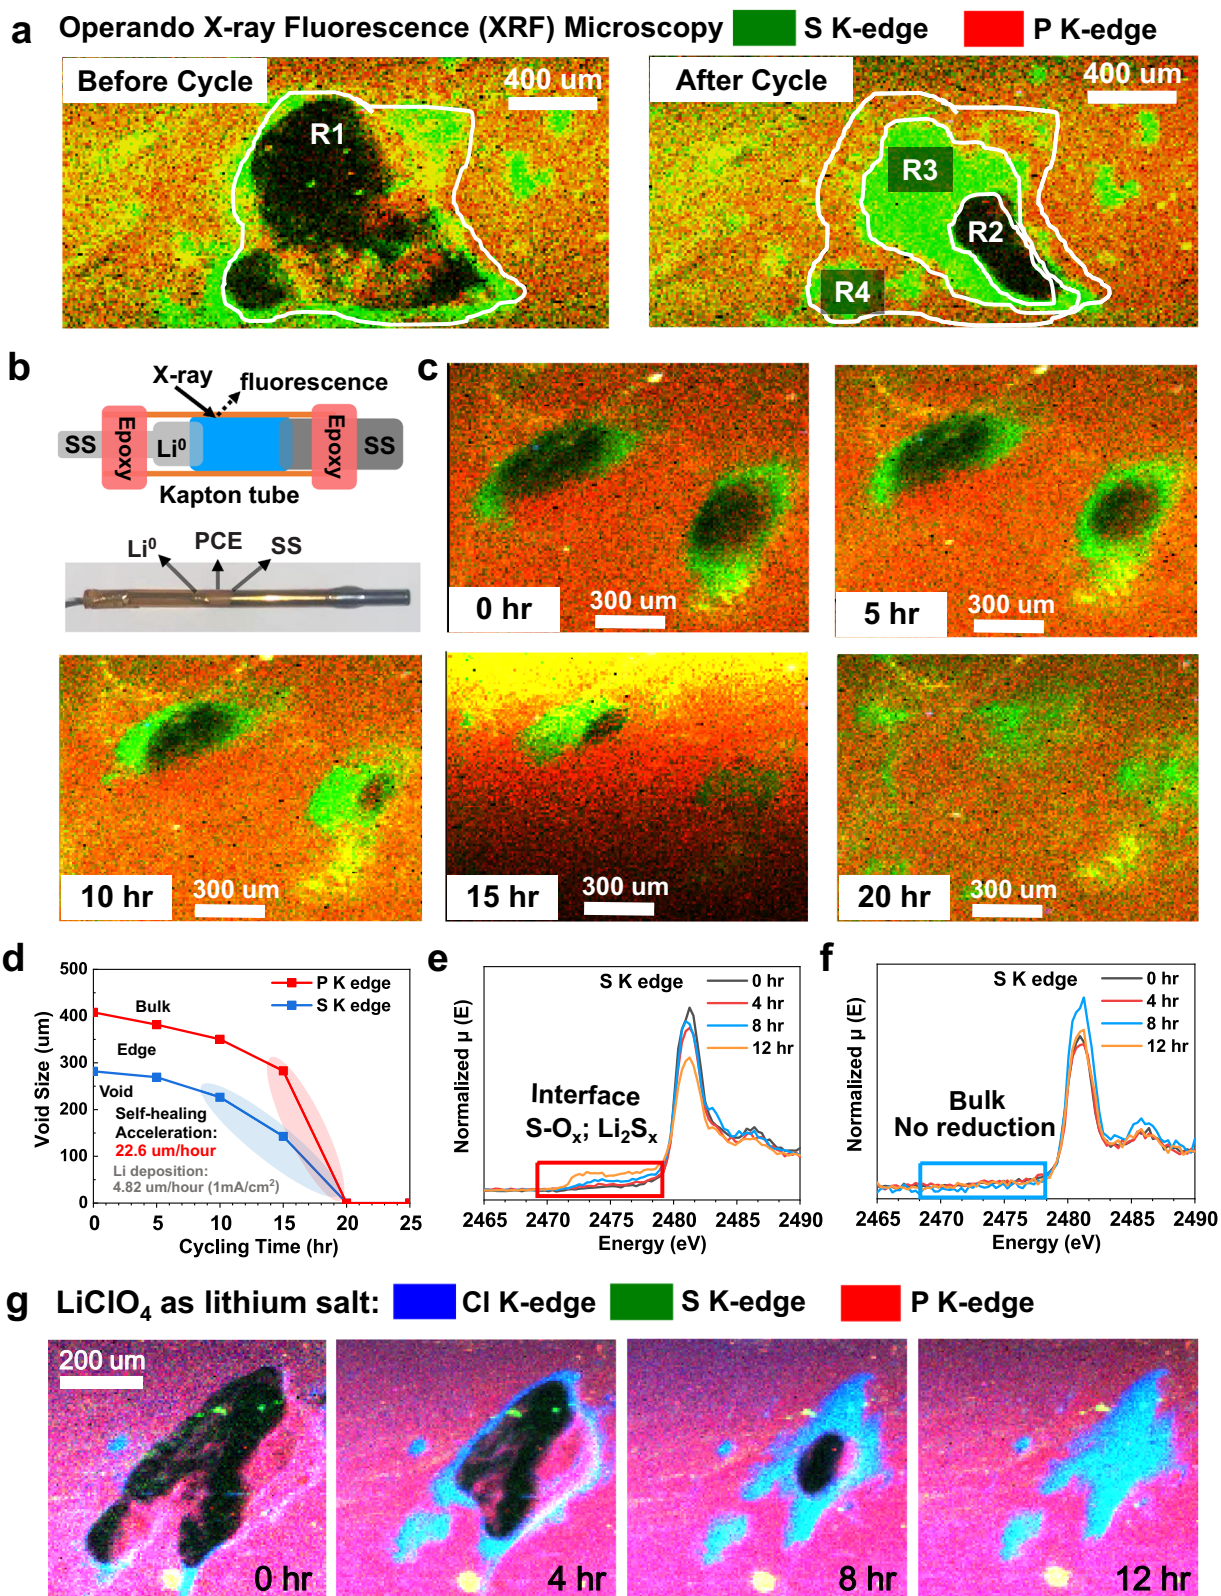 a Operando X-ray Fluorescence (XRF) Microscopy S K-edge P K-edge
Before Cycle
400 um
R1
After Cycle
400 um
R3
R2
R4
b
X-ray
fluorescence
SS
Epoxy
Li⁰
Epoxy
SS
Kapton tube
Li⁰
PCE
SS
c
0 hr
300 um
5 hr
300 um
10 hr
300 um
15 hr
300 um
20 hr
300 um
d
Void Size (um)
500
400
300
200
100
0
P K edge
S K edge
Bulk
Edge
Void
Self-healing
Acceleration:
22.6 um/hour
Li deposition:
4.82 um/hour (1mA/cm²)
0 5 10 15 20 25
Cycling Time (hr)
e
Normalized μ (E)
S K edge
0 hr
4 hr
8 hr
12 hr
Interface
S-Oₓ; Li₂Sₓ
2465 2470 2475 2480 2485 2490
Energy (eV)
f
Normalized μ (E)
S K edge
0 hr
4 hr
8 hr
12 hr
Bulk
No reduction
2465 2470 2475 2480 2485 2490
Energy (eV)
g LiClO₄ as lithium salt: Cl K-edge S K-edge P K-edge
200 um
0 hr
4 hr
8 hr
12 hr